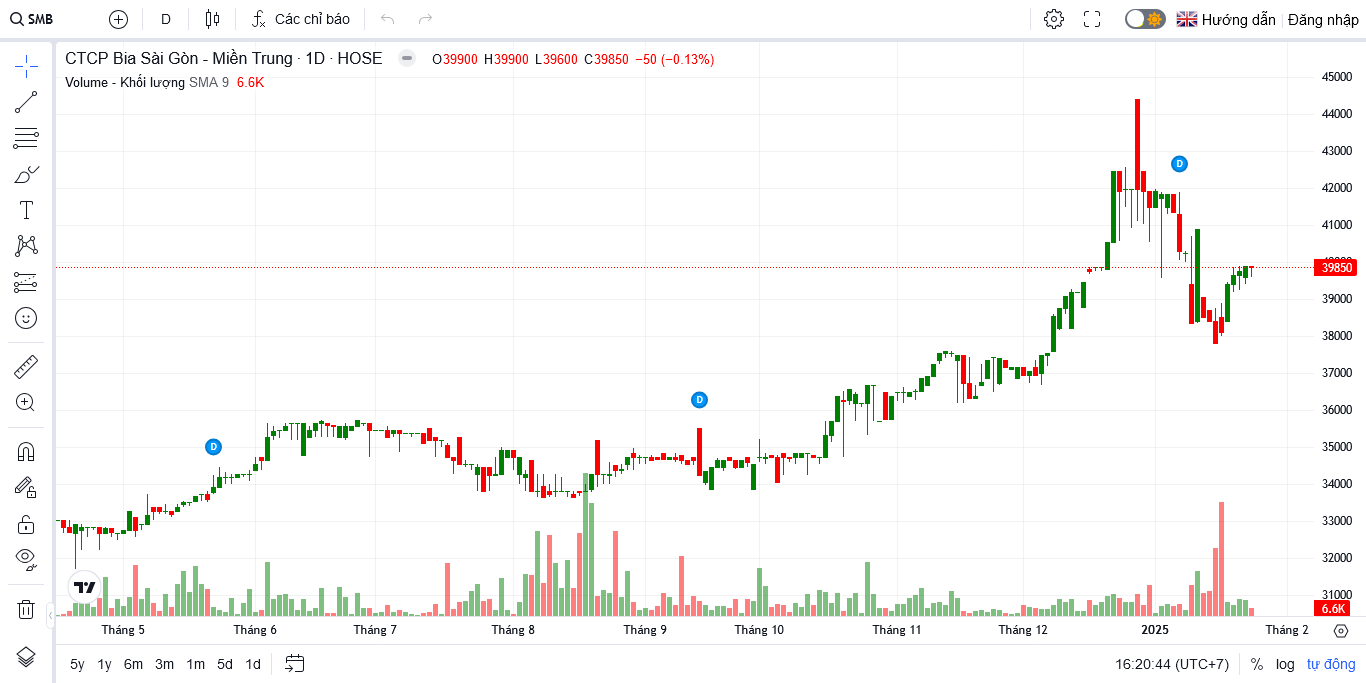 SMB D Các chỉ báo Hướng dẫn Đăng nhập
CTCP Bia Sài Gòn - Miền Trung · 1D · HOSE O39900 H39900 L39600 C39850 −50 (−0.13%)
Volume - Khối lượng SMA 9 6.6K
45000
44000
43000
D
42000
41000
39850
39000
38000
37000
36000
D
35000
D
34000
33000
32000
31000
6.6K
Tháng 5 Tháng 6 Tháng 7 Tháng 8 Tháng 9 Tháng 10 Tháng 11 Tháng 12 2025 Tháng 2
5y 1y 6m 3m 1m 5d 1d 16:20:44 (UTC+7) % log tự động